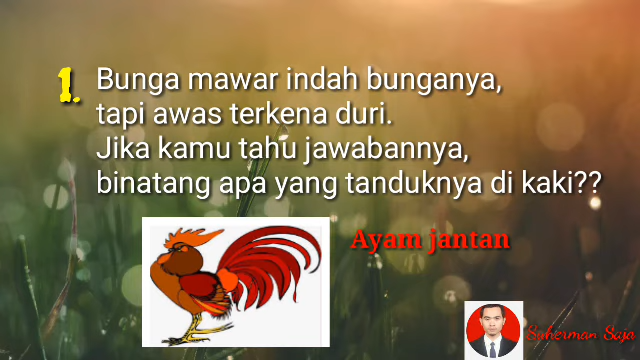 1.
Bunga mawar indah bunganya,
tapi awas terkena duri.
Jika kamu tahu jawabannya,
binatang apa yang tanduknya di kaki??
Ayam jantan
Suherman Saja